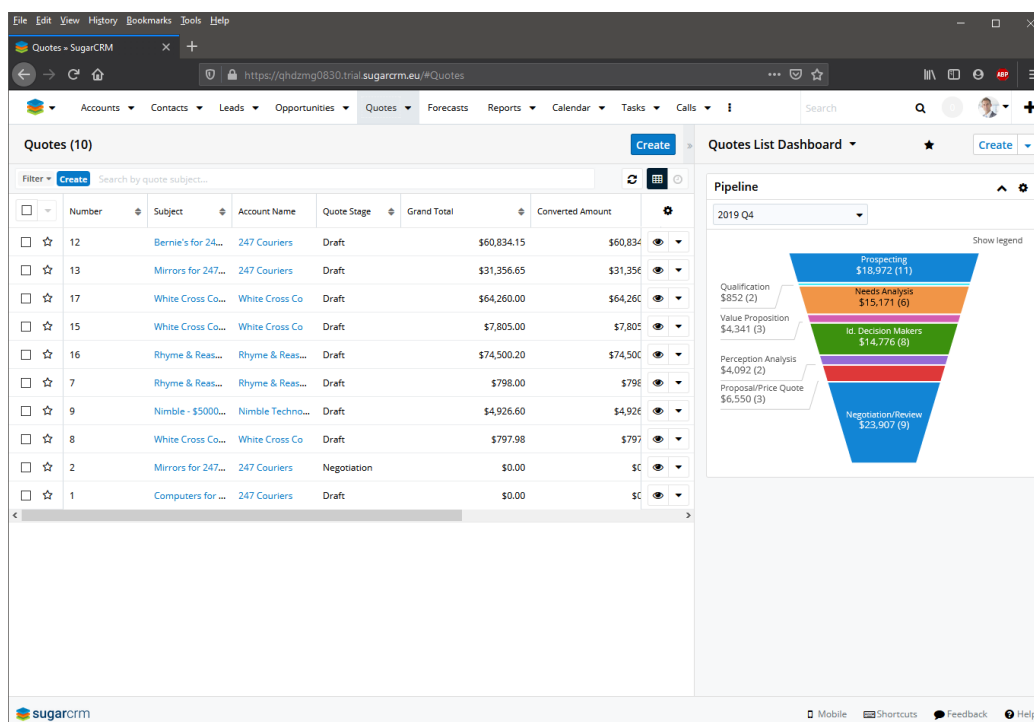 File Edit View History Bookmarks Tools Help
Quotes » SugarCRM
https://qhdzmg0830.trial.sugarcrm.eu/#Quotes
ABP
Accounts Contacts Leads Opportunities Quotes Forecasts Reports Calendar Tasks Calls Search
Quotes (10) Create
Filter Create Search by quote subject...
Number Subject Account Name Quote Stage Grand Total Converted Amount
12 Bernie's for 24... 247 Couriers Draft $60,834.15 $60,834
13 Mirrors for 247... 247 Couriers Draft $31,356.65 $31,356
17 White Cross Co... White Cross Co Draft $64,260.00 $64,260
15 White Cross Co... White Cross Co Draft $7,805.00 $7,805
16 Rhyme & Reas... Rhyme & Reas... Draft $74,500.20 $74,500
7 Rhyme & Reas... Rhyme & Reas... Draft $798.00 $798
9 Nimble - $5000... Nimble Techno... Draft $4,926.60 $4,926
8 White Cross Co... White Cross Co Draft $797.98 $797
2 Mirrors for 247... 247 Couriers Negotiation $0.00 $0
1 Computers for ... 247 Couriers Draft $0.00 $0
Quotes List Dashboard Create
Pipeline
2019 Q4
Show legend
Prospecting
$18,972 (11)
Qualification
$852 (2)
Needs Analysis
$15,171 (6)
Value Proposition
$4,341 (3)
Id. Decision Makers
$14,776 (8)
Perception Analysis
$4,092 (2)
Proposal/Price Quote
$6,550 (3)
Negotiation/Review
$23,907 (9)
sugarcrm
Mobile Shortcuts Feedback Help